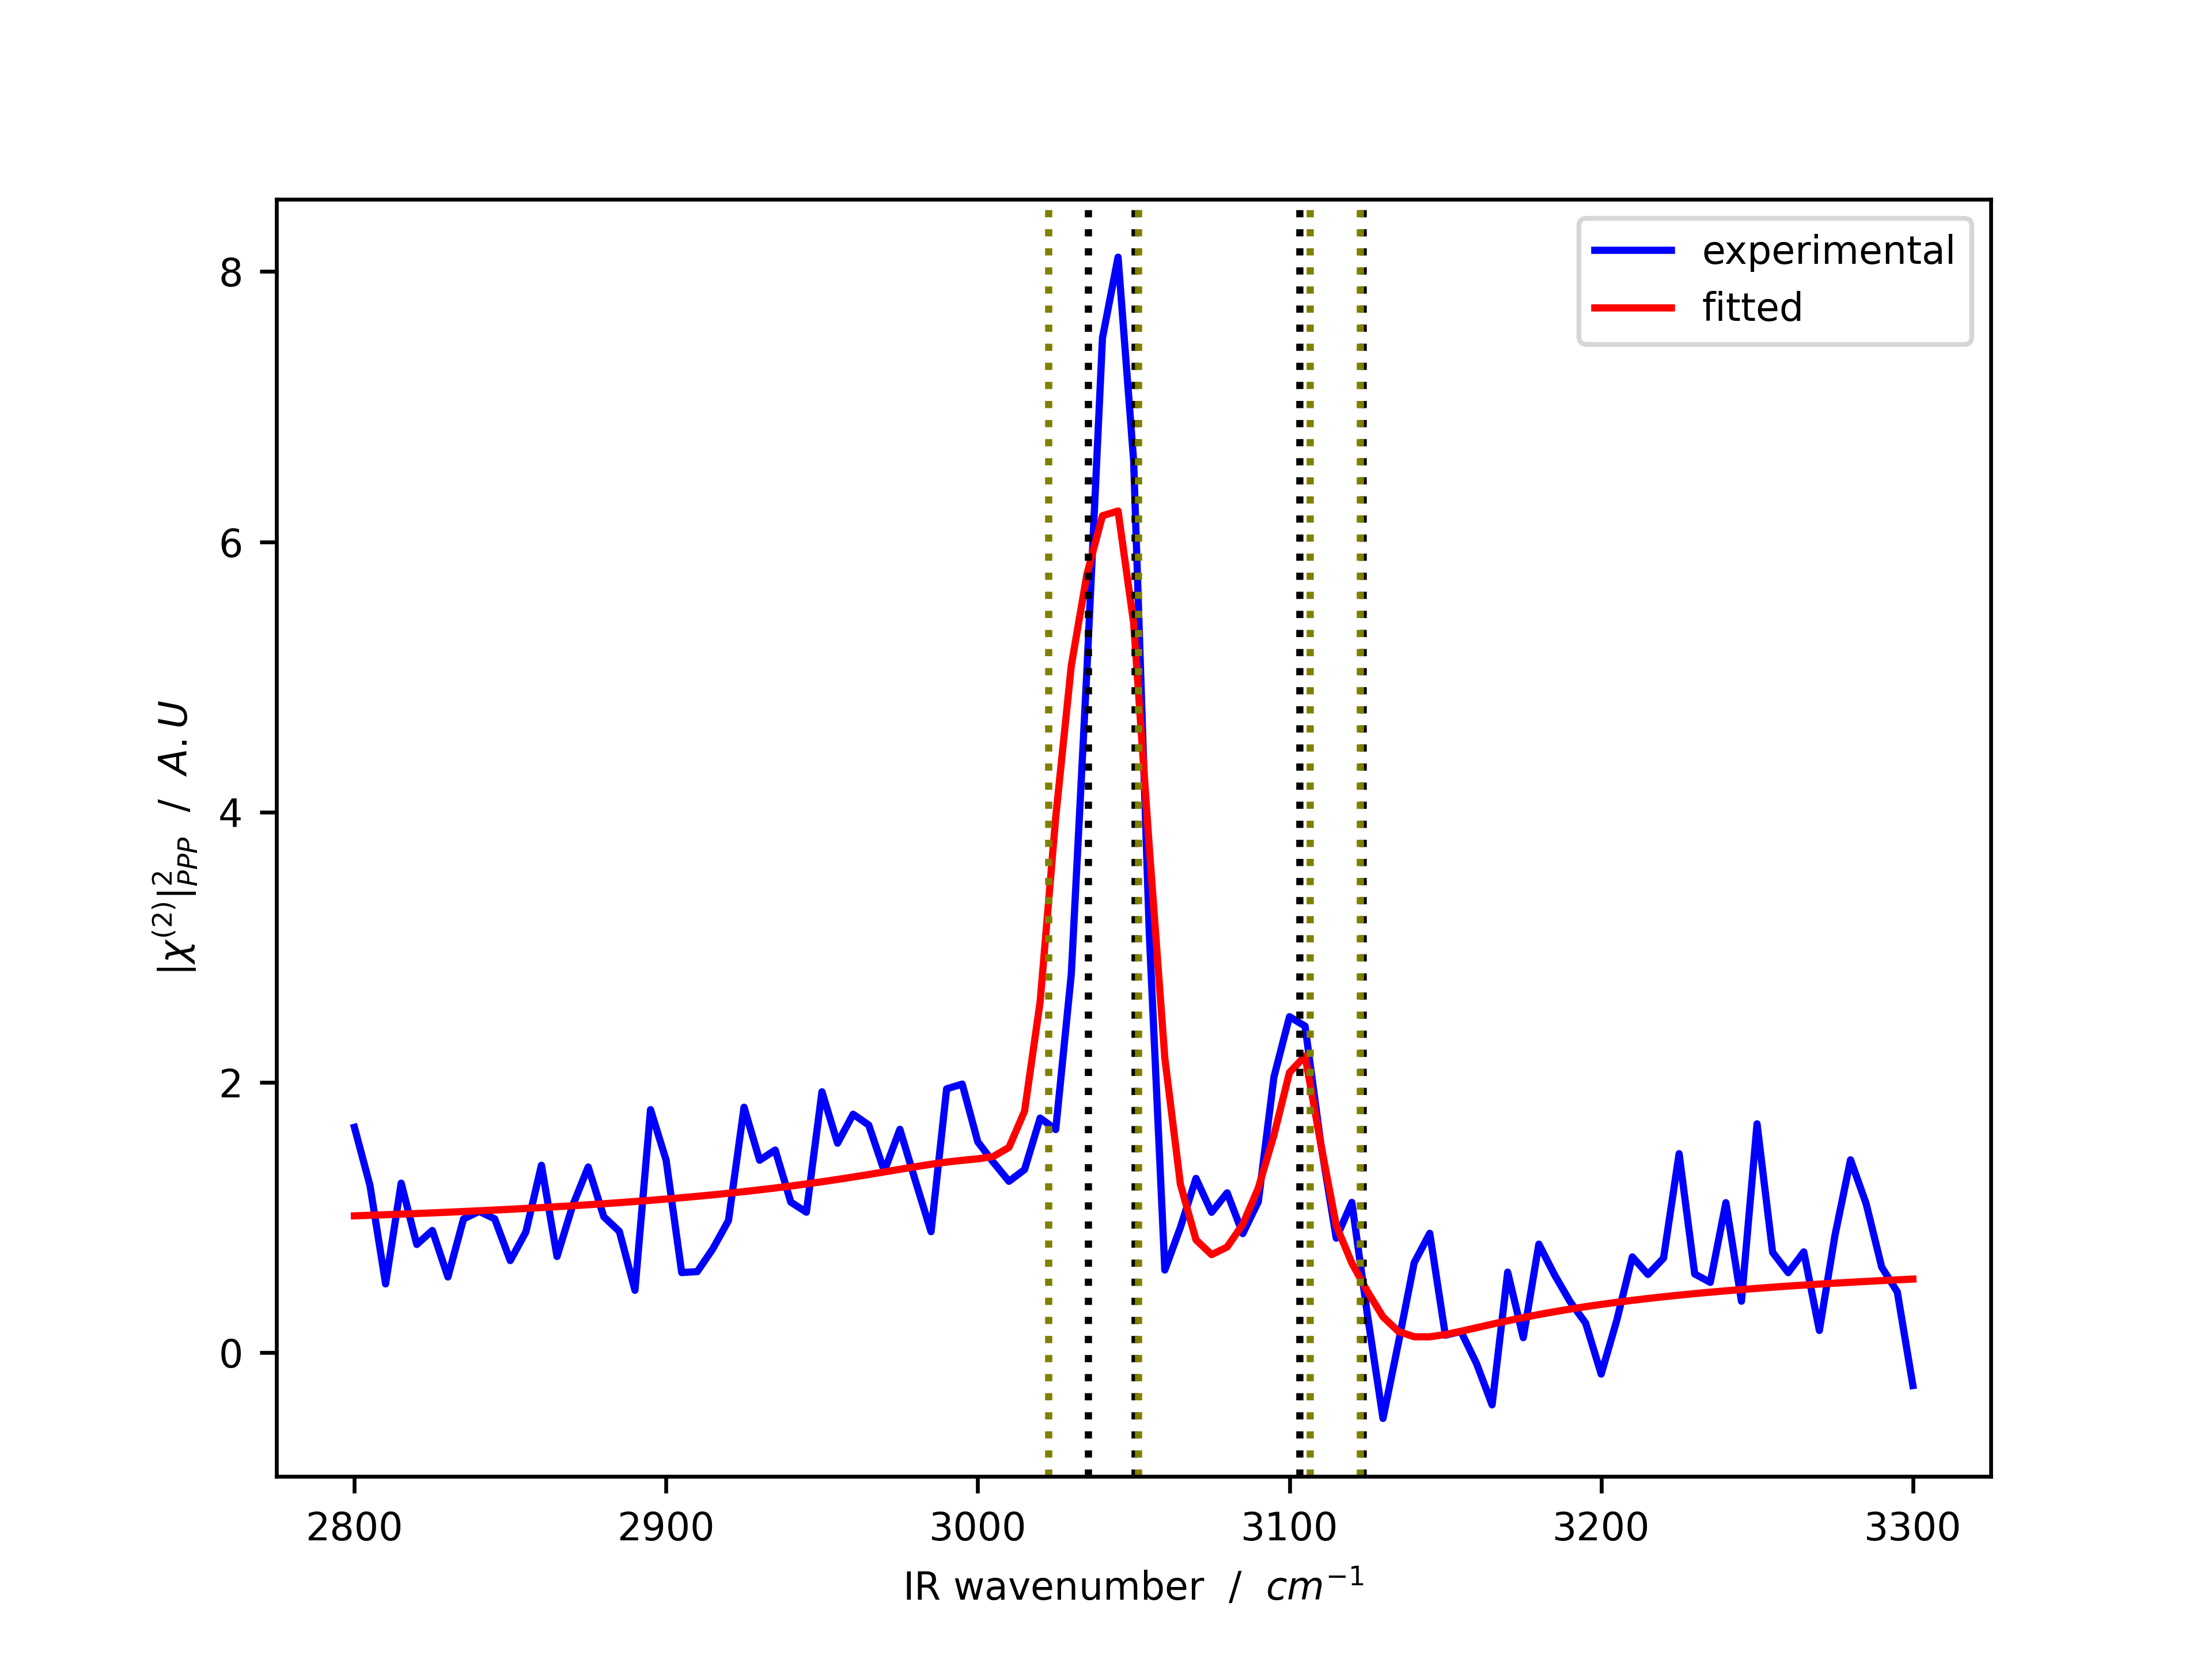 experimental
fitted
8
6
4
2
0
|χ⁽²⁾|²_PPP / A.U
2800 2900 3000 3100 3200 3300
IR wavenumber / cm⁻¹